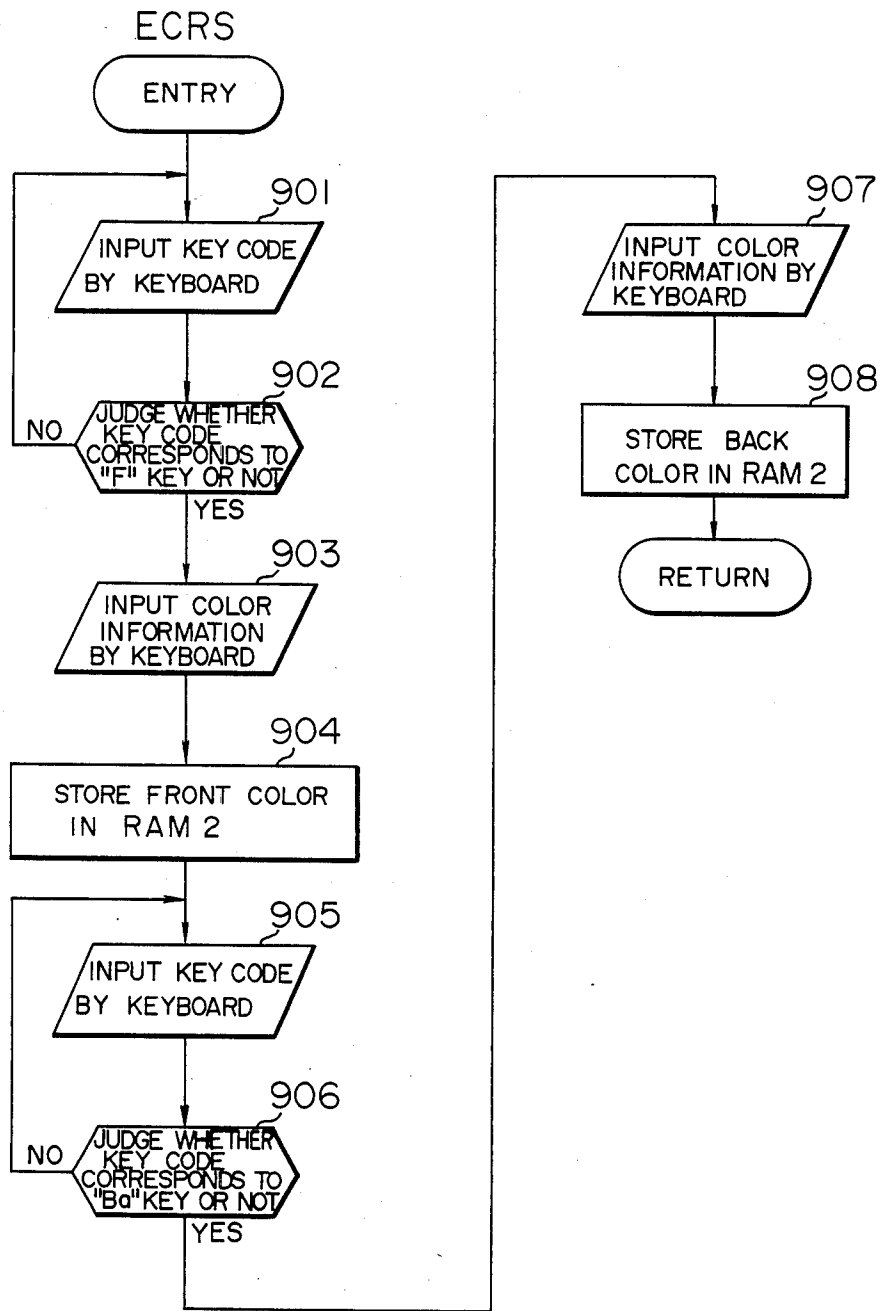 ECRS
ENTRY
901
INPUT KEY CODE
BY KEYBOARD
902
JUDGE WHETHER
KEY CODE
CORRESPONDS TO
"F" KEY OR NOT
NO
YES
903
INPUT COLOR
INFORMATION
BY KEYBOARD
904
STORE FRONT COLOR
IN RAM 2
905
INPUT KEY CODE
BY KEYBOARD
906
JUDGE WHETHER
KEY CODE
CORRESPONDS TO
"Ba" KEY OR NOT
NO
YES
907
INPUT COLOR
INFORMATION BY
KEYBOARD
908
STORE BACK
COLOR IN RAM 2
RETURN